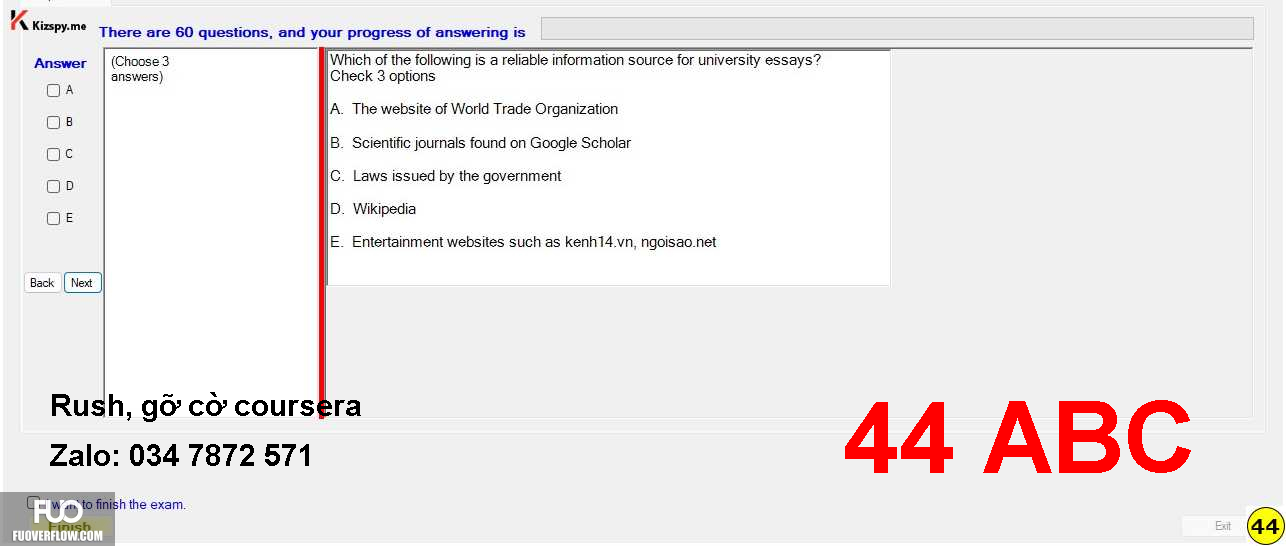 Kizspy.me
There are 60 questions, and your progress of answering is
Answer
A
B
C
D
E
Back
Next
(Choose 3
answers)
Which of the following is a reliable information source for university essays?
Check 3 options
A. The website of World Trade Organization
B. Scientific journals found on Google Scholar
C. Laws issued by the government
D. Wikipedia
E. Entertainment websites such as kenh14.vn, ngoisao.net
Rush, gỡ cờ coursera
Zalo: 034 7872 571
44 ABC
I want to finish the exam.
Finish
FUO
FUOVERFLOW.COM
Exit
44